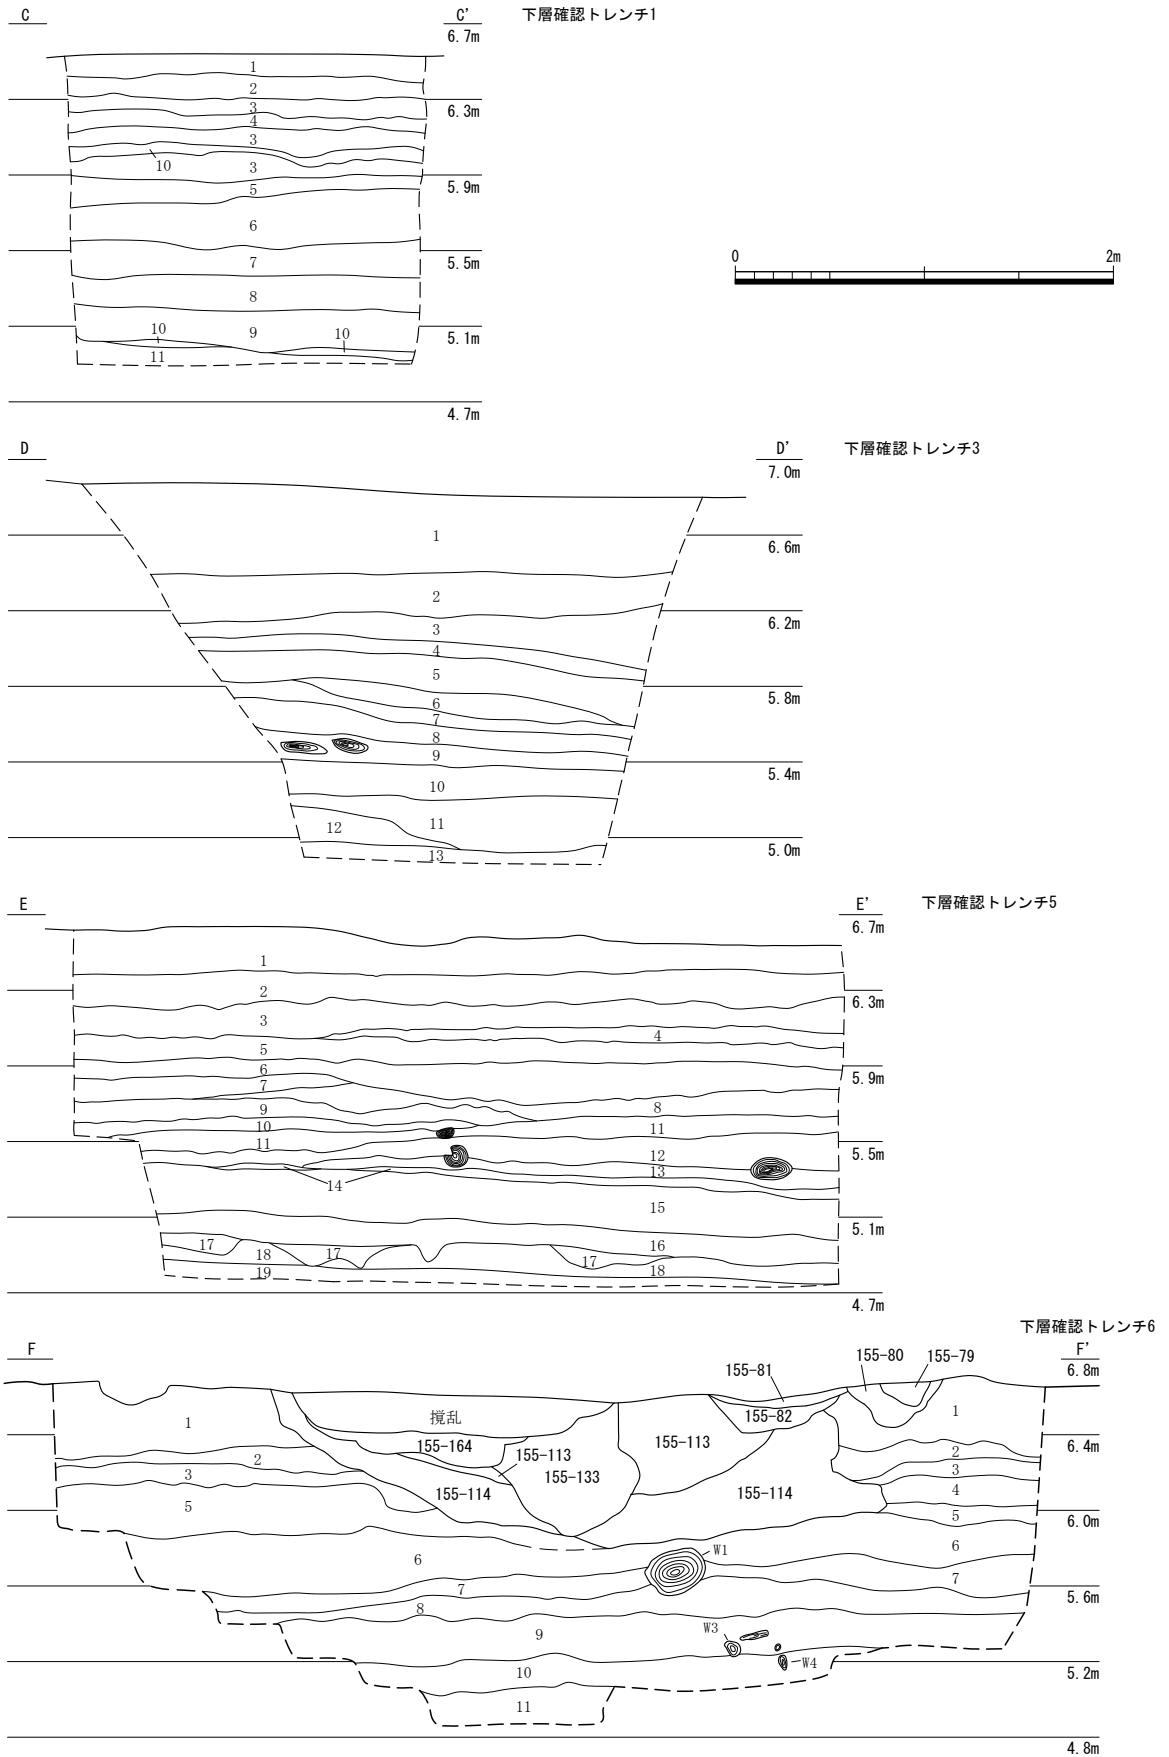 C C' 下層確認トレンチ1
6.7m
1
2
6.3m
3
4
3
10 3
5.9m
5
6
5.5m
7
8
5.1m
10 9 10
11
4.7m
0 2m
D D' 下層確認トレンチ3
7.0m
1
6.6m
2
6.2m
3
4
5
5.8m
6
7
8
9
5.4m
10
12 11
5.0m
13
E E' 下層確認トレンチ5
6.7m
1
2
6.3m
3
4
5
6
5.9m
7
9 8
10 11
11
5.5m
12
13
14
15
5.1m
17 18 17 16
17
19 18
4.7m
下層確認トレンチ6
F F'
155-81 155-80 155-79
6.8m
1 撹乱 155-82 1
155-164 155-113 155-113
6.4m
2 2
3 155-133 3
155-114 155-114 4
5 5
6.0m
6 W1 6
7 7
5.6m
8
9 W3
W4
5.2m
10
11
4.8m